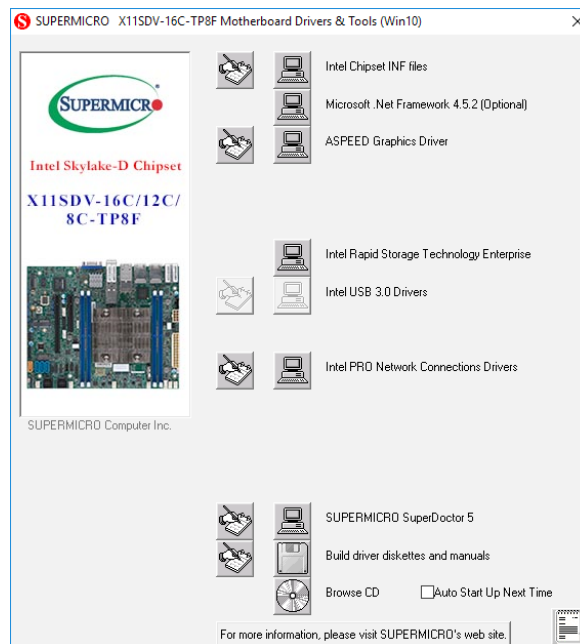 SUPERMICRO X11SDV-16C-TP8F Motherboard Drivers & Tools (Win10)
SUPERMICRO
Intel Skylake-D Chipset
X11SDV-16C/12C/
8C-TP8F
SUPERMICRO Computer Inc.
Intel Chipset INF files
Microsoft .Net Framework 4.5.2 (Optional)
ASPEED Graphics Driver
Intel Rapid Storage Technology Enterprise
Intel USB 3.0 Drivers
Intel PRO Network Connections Drivers
SUPERMICRO SuperDoctor 5
Build driver diskettes and manuals
Browse CD
Auto Start Up Next Time
For more information, please visit SUPERMICRO's web site.